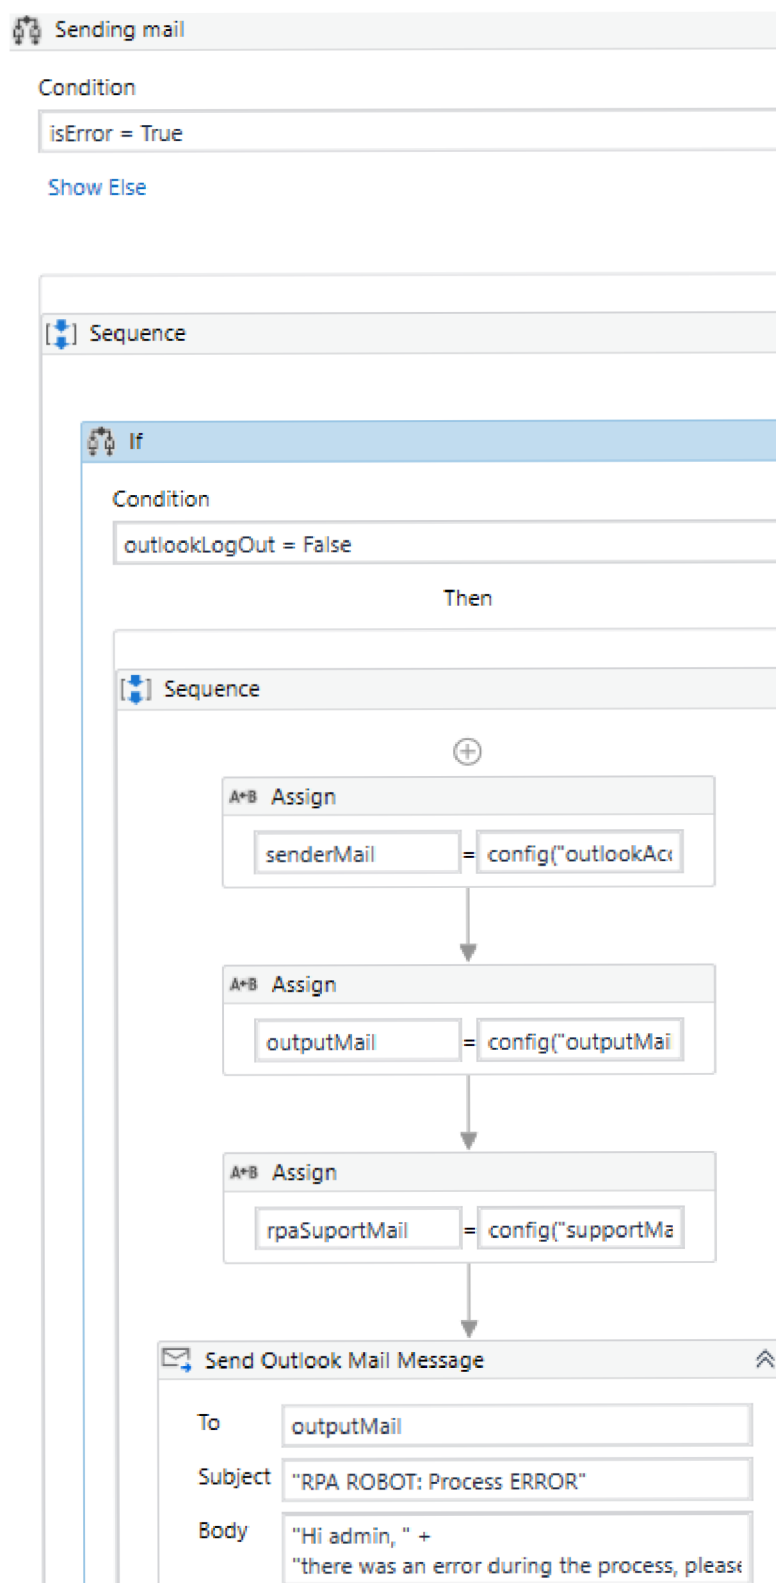 Sending mail
Condition
isError = True
Show Else
Sequence
If
Condition
outlookLogOut = False
Then
Sequence
A+B Assign
senderMail = config("outlookAcc
A+B Assign
outputMail = config("outputMai
A+B Assign
rpaSuportMail = config("supportMa
Send Outlook Mail Message
To outputMail
Subject "RPA ROBOT: Process ERROR"
Body "Hi admin, " +
"there was an error during the process, please